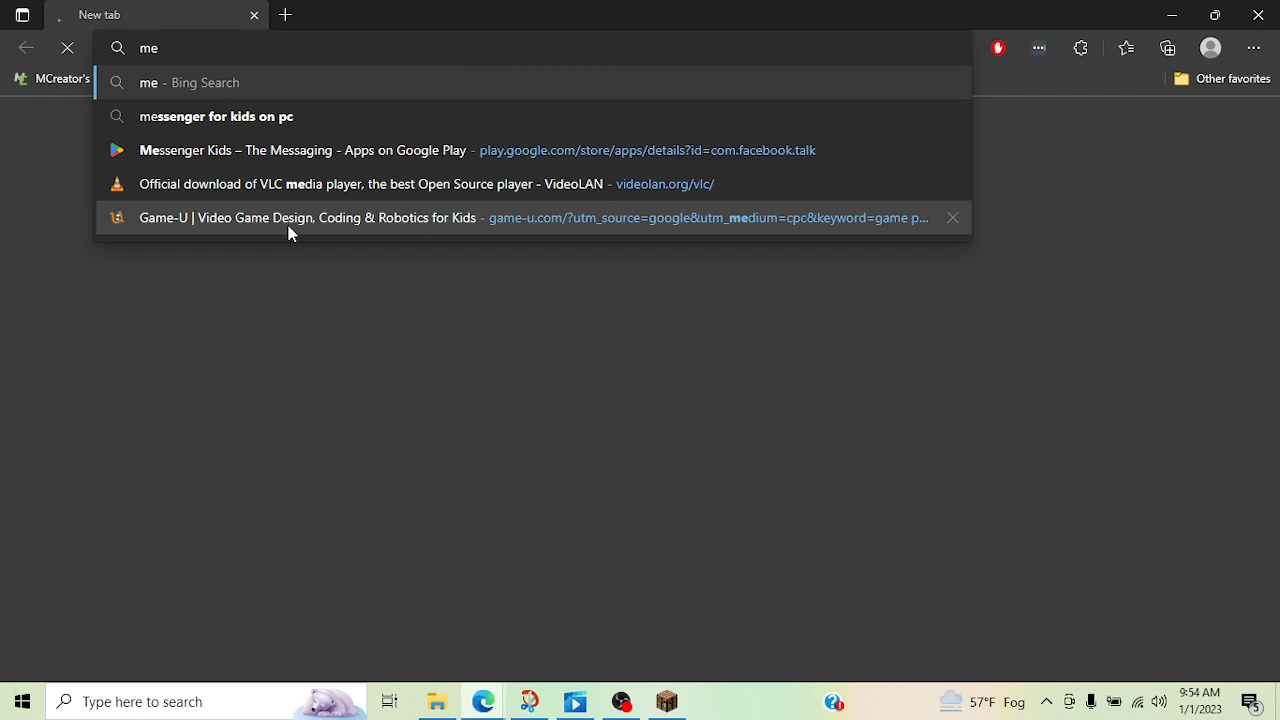 New tab
me
MCreator's
Other favorites
me - Bing Search
messenger for kids on pc
Messenger Kids – The Messaging - Apps on Google Play - play.google.com/store/apps/details?id=com.facebook.talk
Official download of VLC media player, the best Open Source player - VideoLAN - videolan.org/vlc/
Game-U | Video Game Design, Coding & Robotics for Kids - game-u.com/?utm_source=google&utm_medium=cpc&keyword=game p...
Type here to search
57°F Fog
9:54 AM
1/1/2023
5